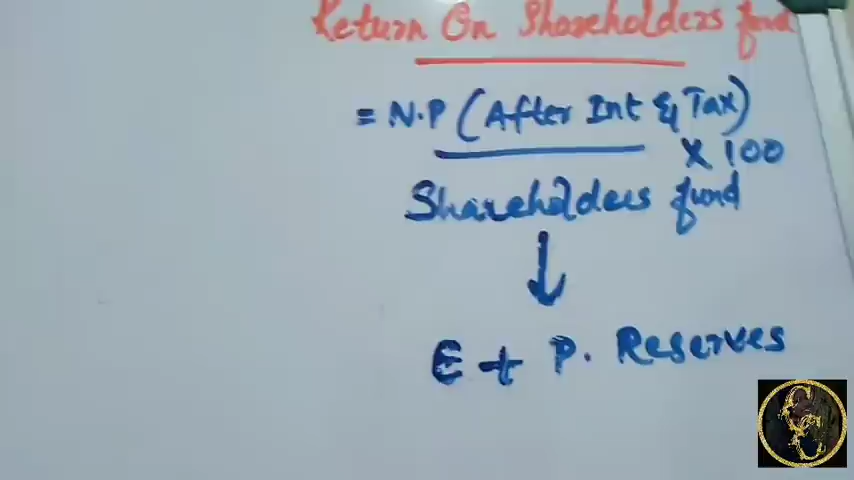 Return On Shareholders fund
= N.P (After Int & Tax)
X 100
Shareholders fund
↓
E + P. Reserves